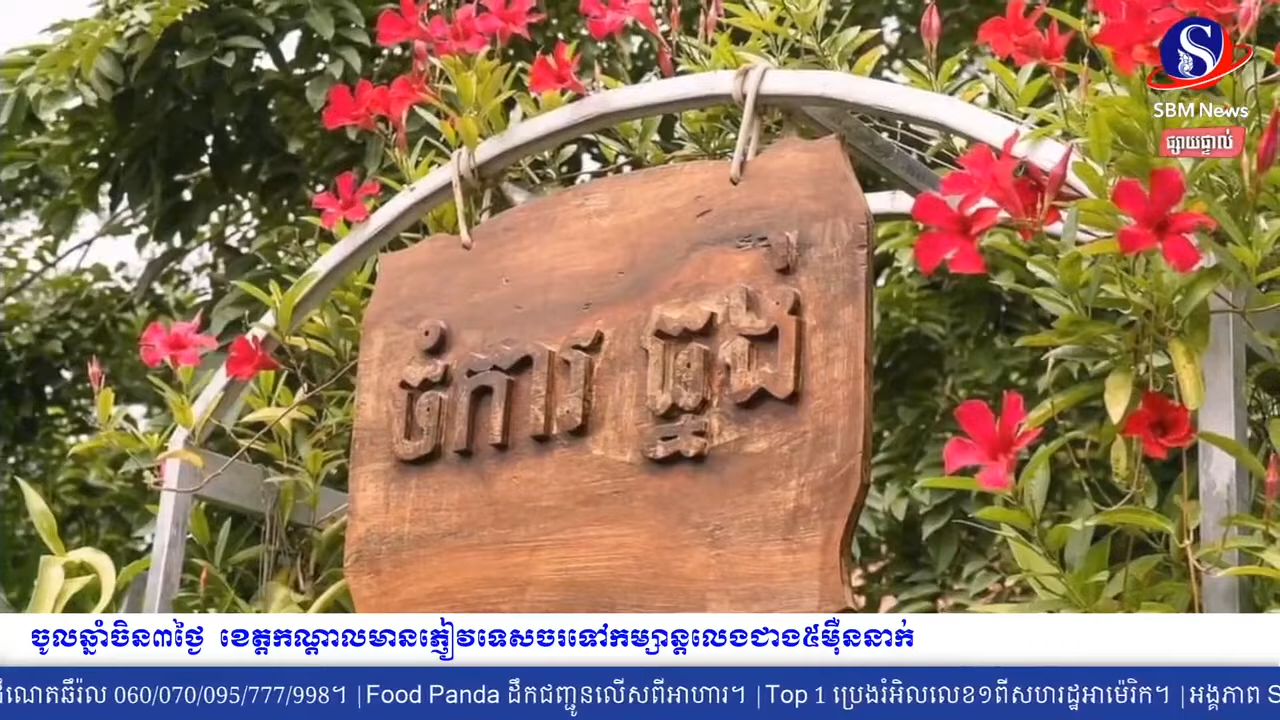 SBM News
ផ្សាយផ្ទាល់
ចំការ ឆ្លងដំ
ចូលឆ្នាំចិន៣ថ្ងៃ ខេត្តកណ្តាលមានភ្ញៀវទេសចរទៅកម្សាន្តលេងជាង៥ម៉ឺននាក់
060/070/095/777/998។ |Food Panda ដឹកជញ្ជូនលើសពីអាហារ។ |Top 1 ប្រេងរំអិលលេខ១ពីសហរដ្ឋអាម៉េរិក។ |អង្គភាព S